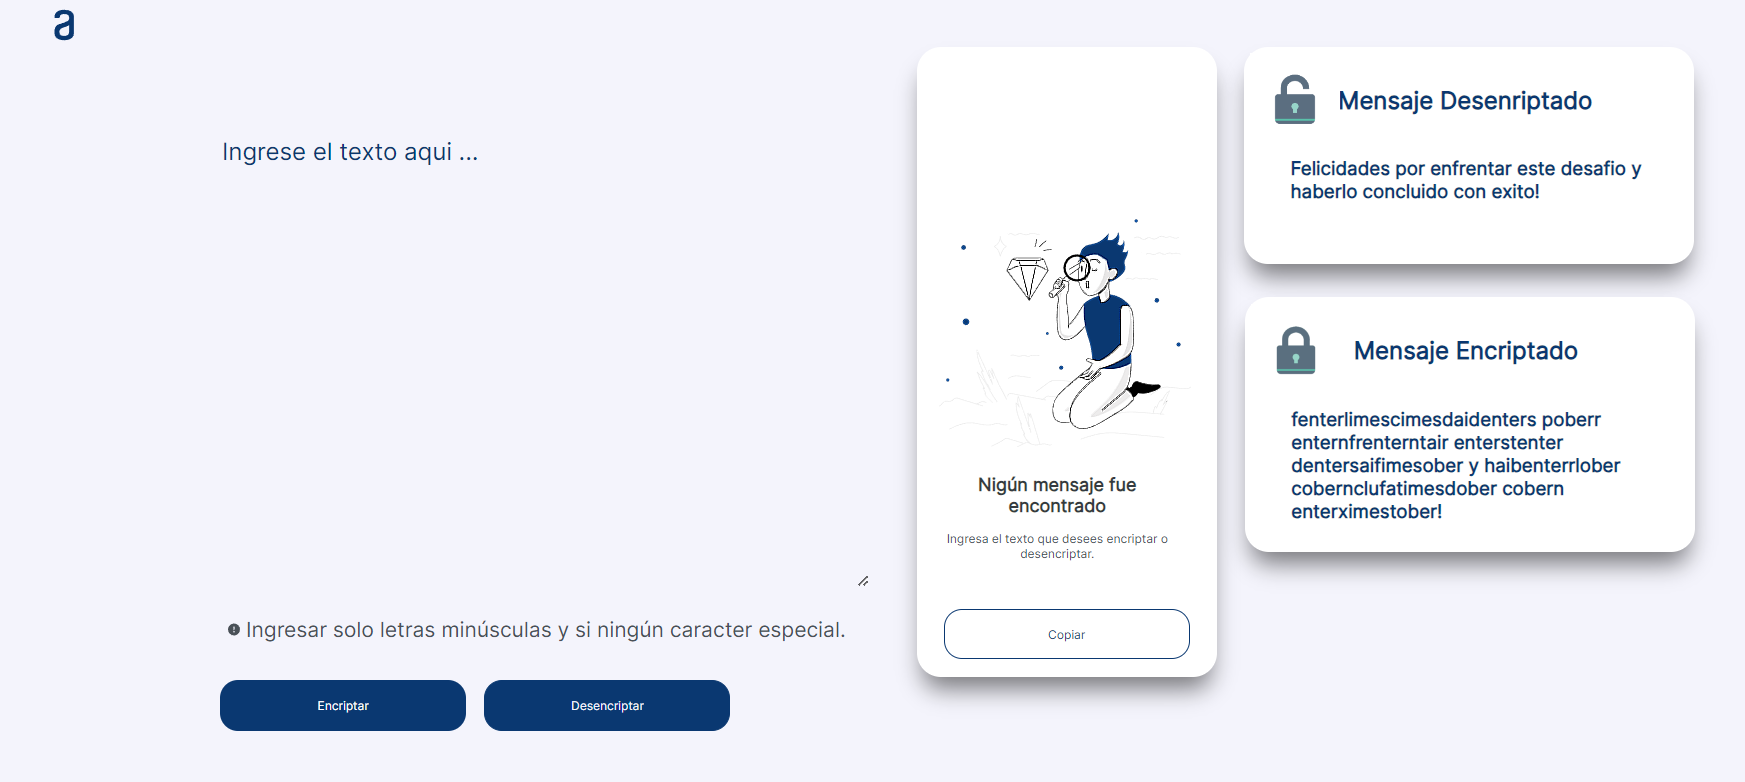 a
Ingrese el texto aqui ...
Ingresar solo letras minúsculas y si ningún caracter especial.
Encriptar
Desencriptar
Nigún mensaje fue
encontrado
Ingresa el texto que desees encriptar o
desencriptar.
Copiar
Mensaje Desenriptado
Felicidades por enfrentar este desafio y
haberlo concluido con exito!
Mensaje Encriptado
fenterlimescimesdaidenters poberr
enternfrenterntair enterstenter
dentersaifimesober y haibenterrlober
cobernclufatimesdober cobern
enterximestober!